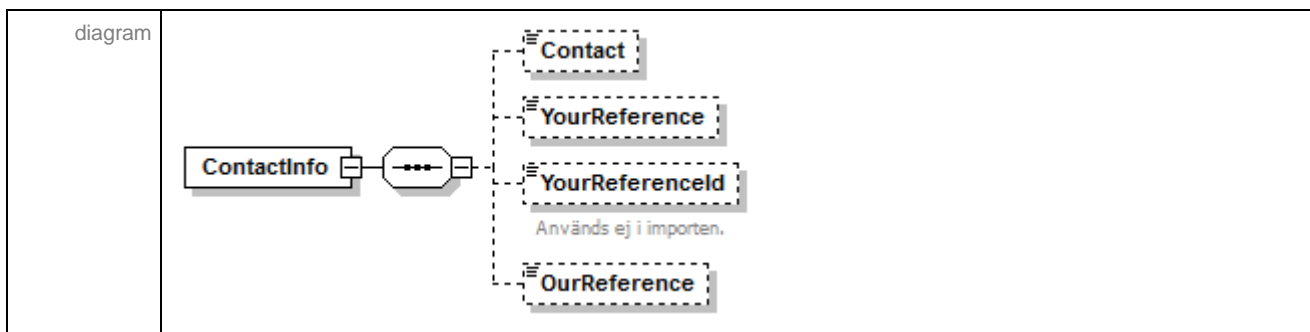 diagram
Contact
YourReference
ContactInfo
YourReferenceId
Används ej i importen.
OurReference